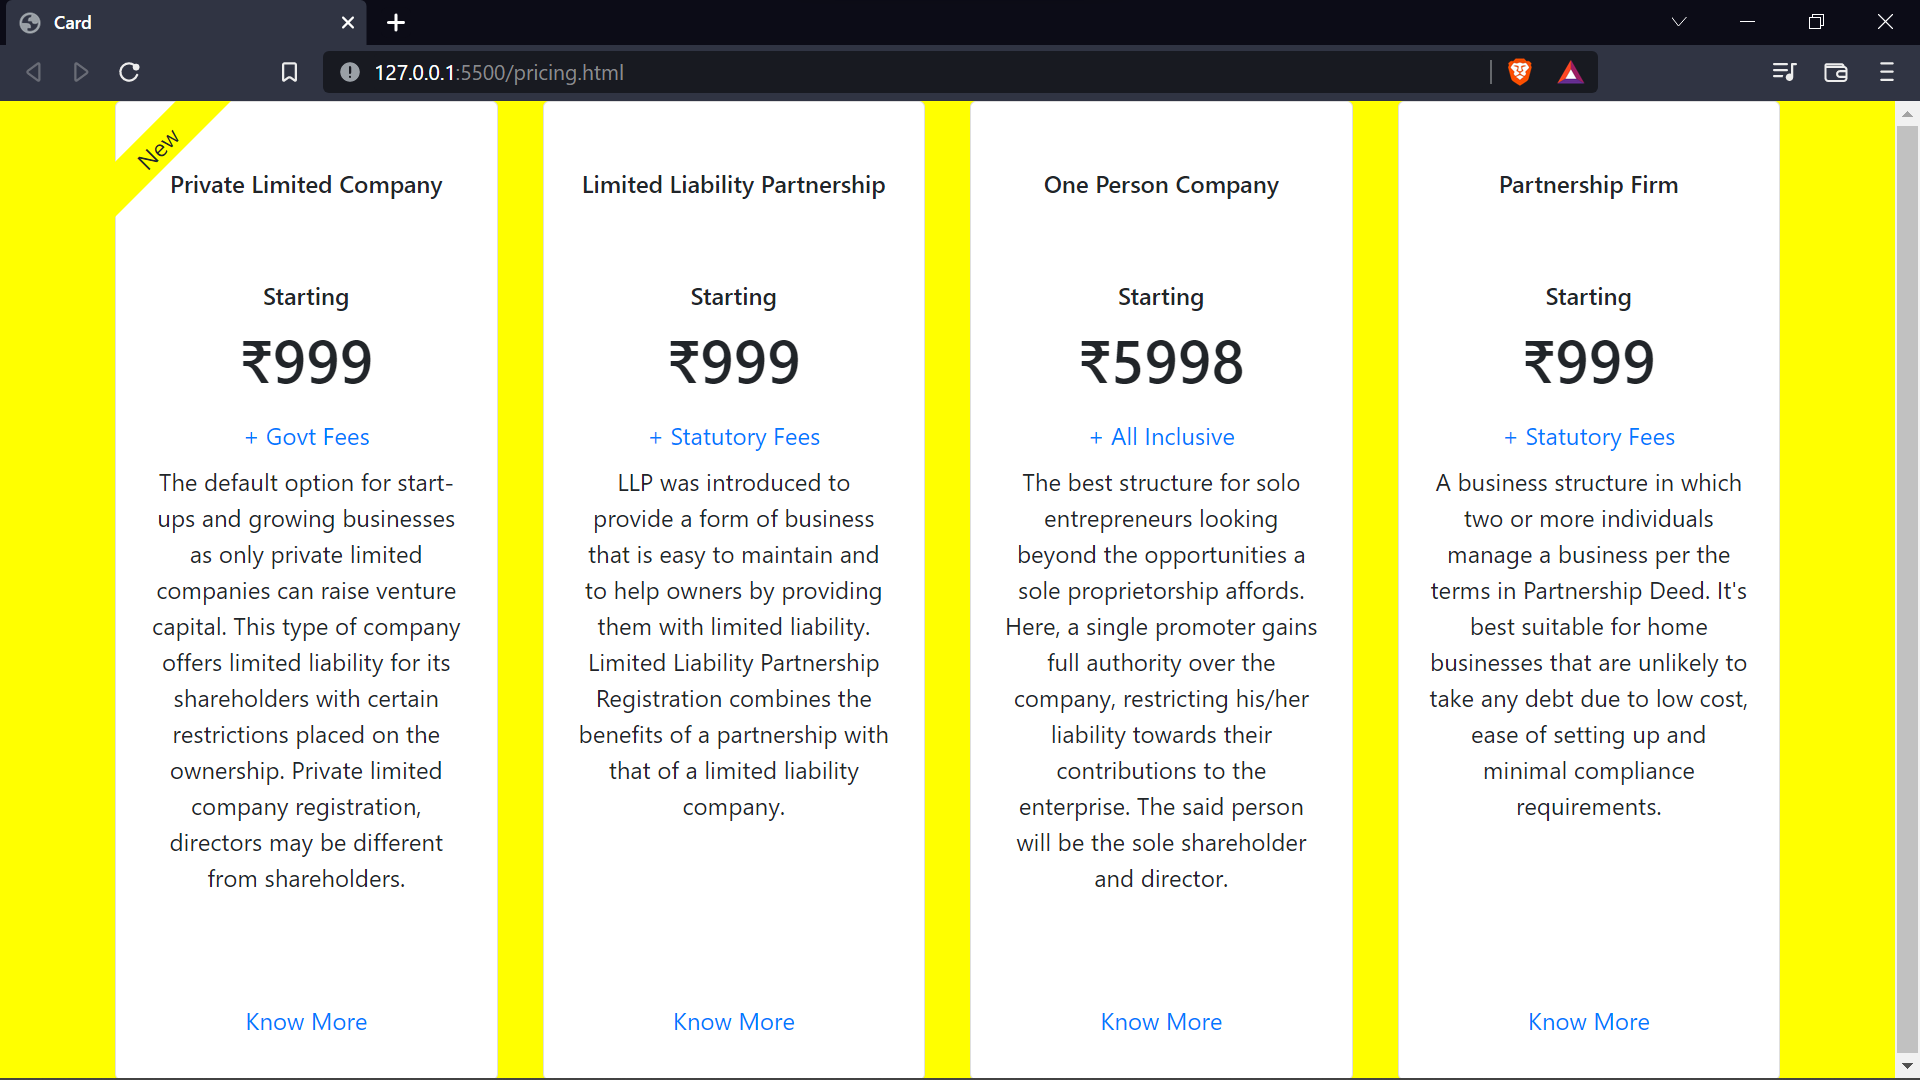 Card
127.0.0.1:5500/pricing.html
New
Private Limited Company
Starting
₹999
+ Govt Fees
The default option for start-
ups and growing businesses
as only private limited
companies can raise venture
capital. This type of company
offers limited liability for its
shareholders with certain
restrictions placed on the
ownership. Private limited
company registration,
directors may be different
from shareholders.
Know More
Limited Liability Partnership
Starting
₹999
+ Statutory Fees
LLP was introduced to
provide a form of business
that is easy to maintain and
to help owners by providing
them with limited liability.
Limited Liability Partnership
Registration combines the
benefits of a partnership with
that of a limited liability
company.
Know More
One Person Company
Starting
₹5998
+ All Inclusive
The best structure for solo
entrepreneurs looking
beyond the opportunities a
sole proprietorship affords.
Here, a single promoter gains
full authority over the
company, restricting his/her
liability towards their
contributions to the
enterprise. The said person
will be the sole shareholder
and director.
Know More
Partnership Firm
Starting
₹999
+ Statutory Fees
A business structure in which
two or more individuals
manage a business per the
terms in Partnership Deed. It's
best suitable for home
businesses that are unlikely to
take any debt due to low cost,
ease of setting up and
minimal compliance
requirements.
Know More